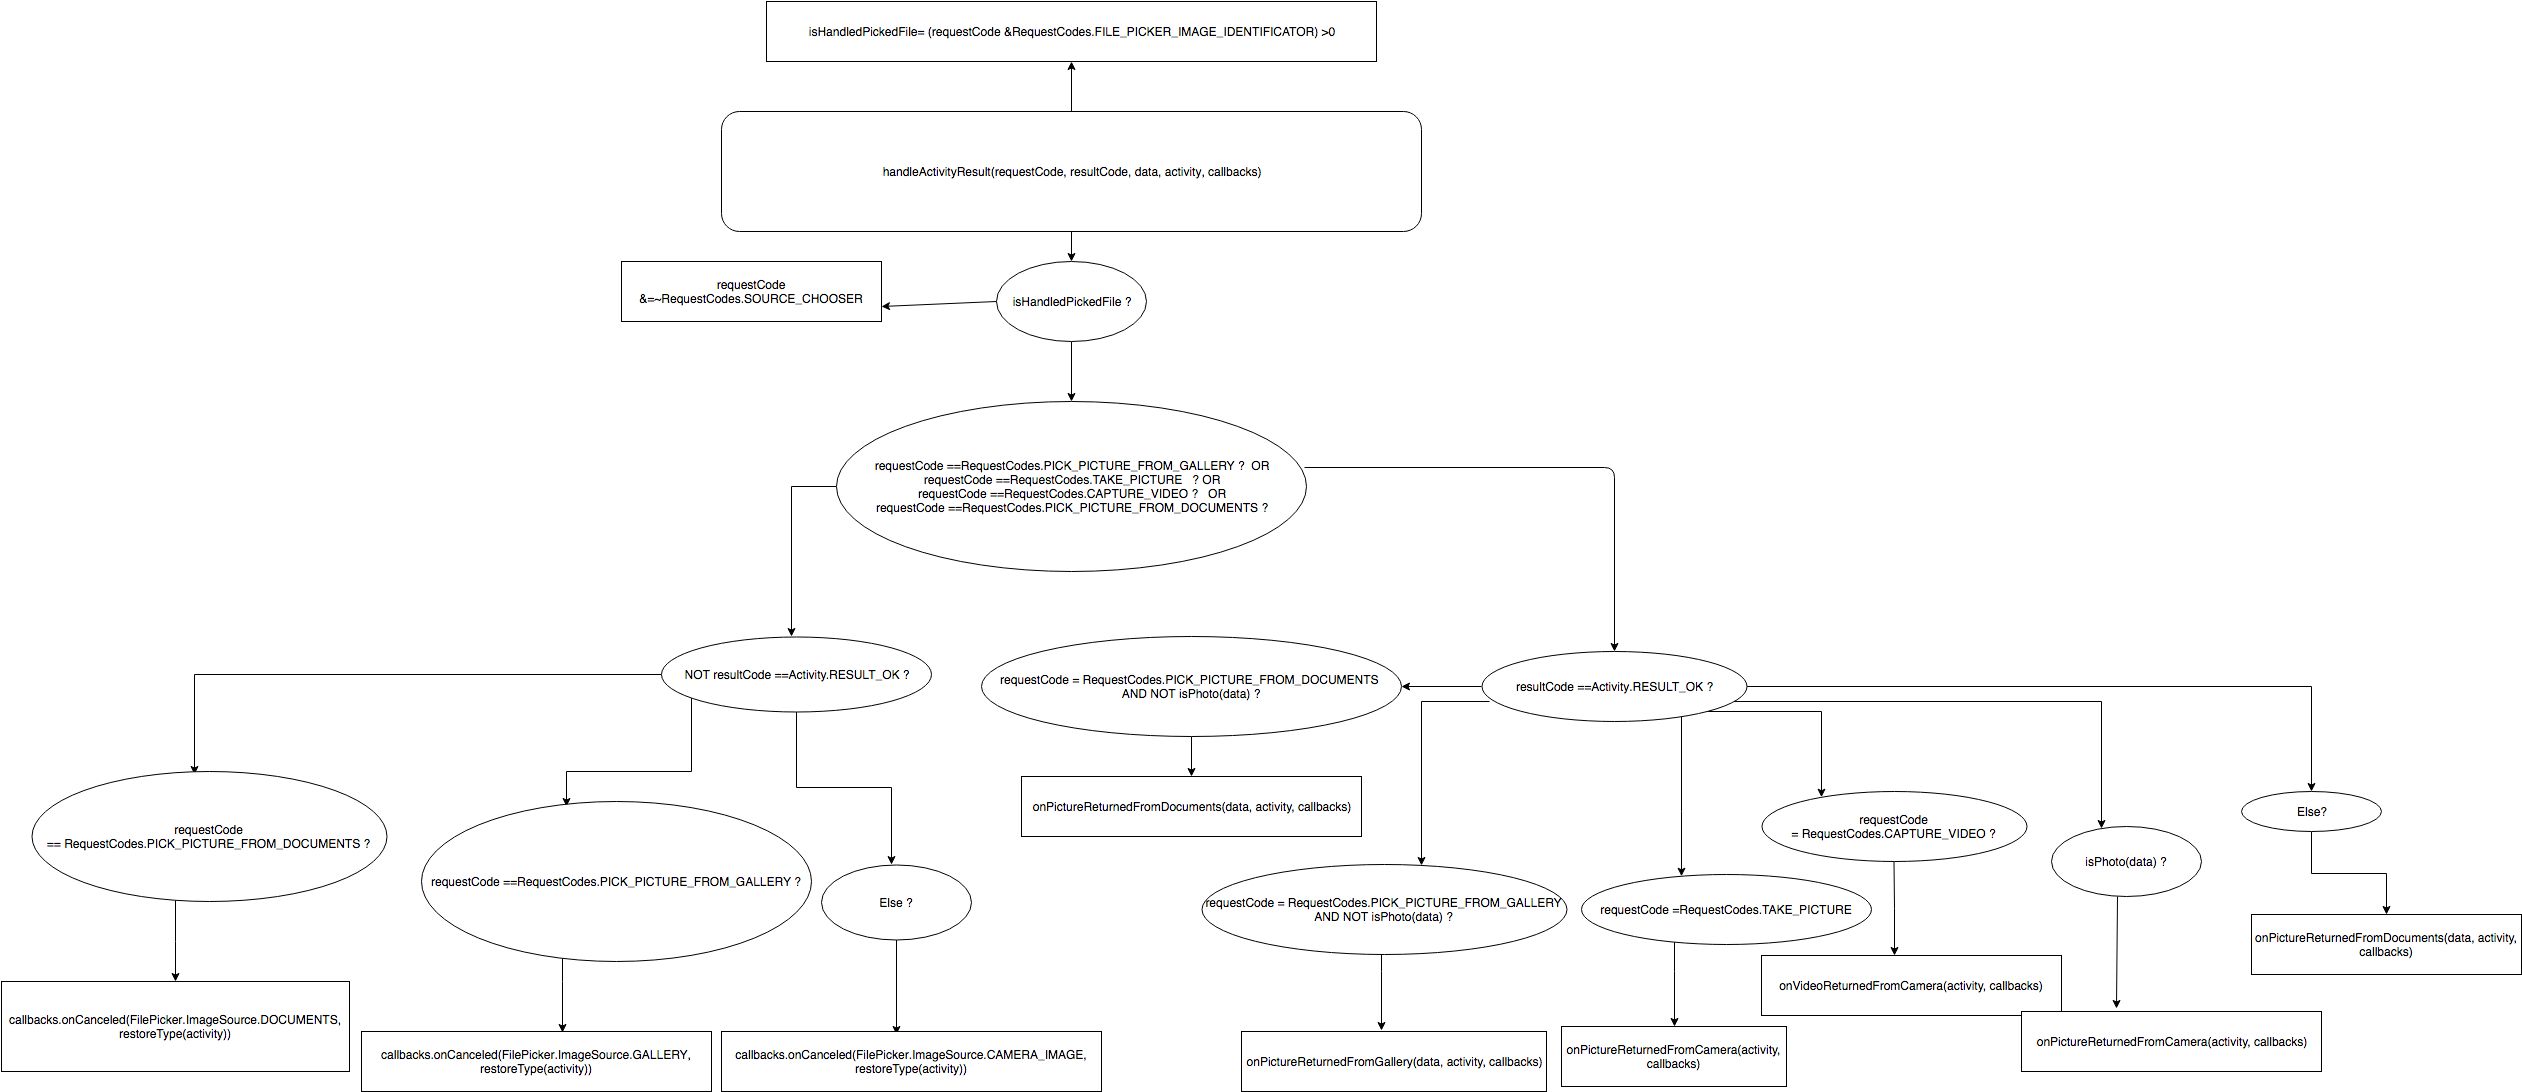 isHandledPickedFile= (requestCode &RequestCodes.FILE_PICKER_IMAGE_IDENTIFICATOR) >0
handleActivityResult(requestCode, resultCode, data, activity, callbacks)
requestCode
&=~RequestCodes.SOURCE_CHOOSER
isHandledPickedFile ?
requestCode ==RequestCodes.PICK_PICTURE_FROM_GALLERY ?  OR
requestCode ==RequestCodes.TAKE_PICTURE   ? OR
requestCode ==RequestCodes.CAPTURE_VIDEO ?   OR
requestCode ==RequestCodes.PICK_PICTURE_FROM_DOCUMENTS ?
NOT resultCode ==Activity.RESULT_OK ?
requestCode = RequestCodes.PICK_PICTURE_FROM_DOCUMENTS
AND NOT isPhoto(data) ?
resultCode ==Activity.RESULT_OK ?
requestCode
== RequestCodes.PICK_PICTURE_FROM_DOCUMENTS ?
requestCode ==RequestCodes.PICK_PICTURE_FROM_GALLERY ?
Else ?
onPictureReturnedFromDocuments(data, activity, callbacks)
requestCode = RequestCodes.PICK_PICTURE_FROM_GALLERY
AND NOT isPhoto(data) ?
requestCode =RequestCodes.TAKE_PICTURE
requestCode
= RequestCodes.CAPTURE_VIDEO ?
isPhoto(data) ?
Else?
callbacks.onCanceled(FilePicker.ImageSource.DOCUMENTS,
restoreType(activity))
callbacks.onCanceled(FilePicker.ImageSource.GALLERY,
restoreType(activity))
callbacks.onCanceled(FilePicker.ImageSource.CAMERA_IMAGE,
restoreType(activity))
onPictureReturnedFromGallery(data, activity, callbacks)
onPictureReturnedFromCamera(activity,
callbacks)
onVideoReturnedFromCamera(activity, callbacks)
onPictureReturnedFromCamera(activity, callbacks)
onPictureReturnedFromDocuments(data, activity,
callbacks)